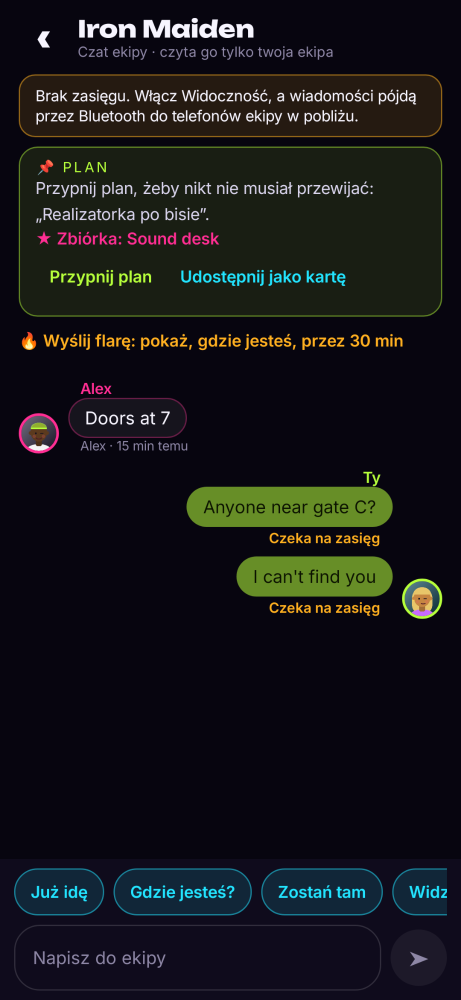 Iron Maiden
Czat ekipy · czyta go tylko twoja ekipa
Brak zasięgu. Włącz Widoczność, a wiadomości pójdą
przez Bluetooth do telefonów ekipy w pobliżu.
📌 PLAN
Przypnij plan, żeby nikt nie musiał przewijać:
„Realizatorka po bisie”.
★ Zbiórka: Sound desk
Przypnij plan Udostępnij jako kartę
🔥 Wyślij flarę: pokaż, gdzie jesteś, przez 30 min
Alex
Doors at 7
Alex · 15 min temu
Ty
Anyone near gate C?
Czeka na zasięg
I can't find you
Czeka na zasięg
Już idę Gdzie jesteś? Zostań tam Widz
Napisz do ekipy